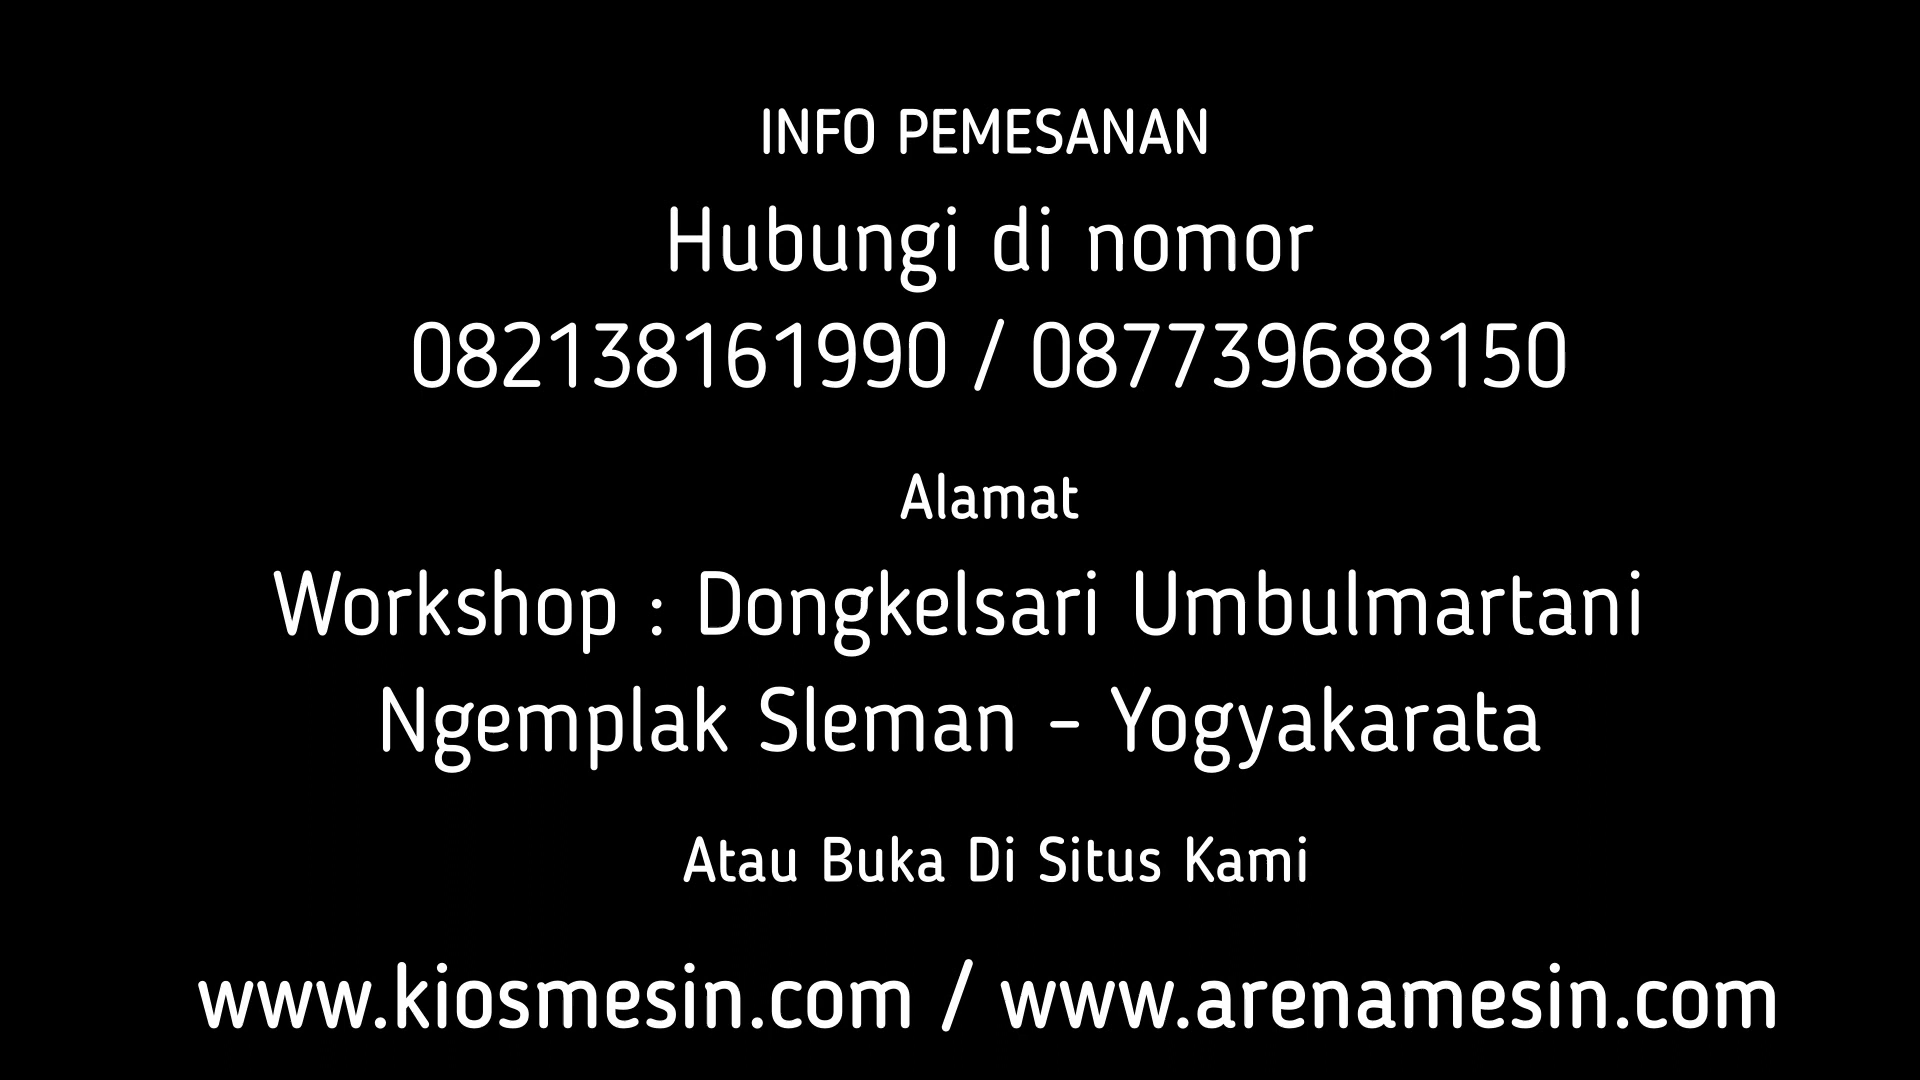 INFO PEMESANAN
Hubungi di nomor
082138161990 / 087739688150
Alamat
Workshop : Dongkelsari Umbulmartani
Ngemplak Sleman - Yogyakarata
Atau Buka Di Situs Kami
www.kiosmesin.com / www.arenamesin.com